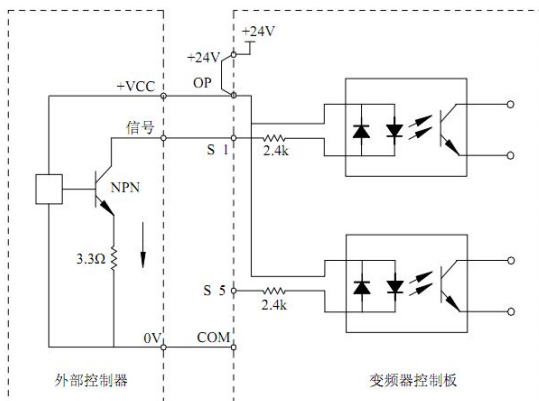 +24V
+24V
+VCC
OP
信号
S 1
2.4k
NPN
3.3Ω
S 5
2.4k
0V
COM
外部控制器
变频器控制板